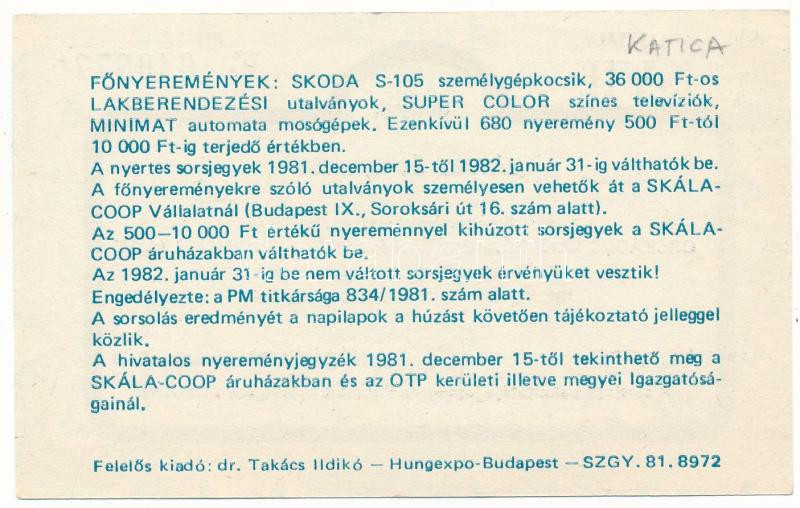 KATICA
FŐNYEREMÉNYEK: SKODA S-105 személygépkocsik, 36 000 Ft-os
LAKBERENDEZÉSI utalványok, SUPER COLOR színes televíziók,
MINIMAT automata mosógépek. Ezenkívül 680 nyeremény 500 Ft-tól
10 000 Ft-ig terjedő értékben.
A nyertes sorsjegyek 1981. december 15-től 1982. január 31-ig válthatók be.
A főnyereményekre szóló utalványok személyesen vehetők át a SKÁLA-
COOP Vállalatnál (Budapest IX., Soroksári út 16. szám alatt).
Az 500—10 000 Ft értékű nyereménnyel kihúzott sorsjegyek a SKÁLA-
COOP áruházakban válthatók be.
Az 1982. január 31-ig be nem váltott sorsjegyek érvényüket vesztik!
Engedélyezte: a PM titkársága 834/1981. szám alatt.
A sorsolás eredményét a napilapok a húzást követően tájékoztató jelleggel
közlik.
A hivatalos nyereményjegyzék 1981. december 15-től tekinthető meg a
SKÁLA-COOP áruházakban és az OTP kerületi illetve megyei Igazgatósá-
gainál.
Felelős kiadó: dr. Takács Ildikó — Hungexpo-Budapest — SZGY. 81. 8972